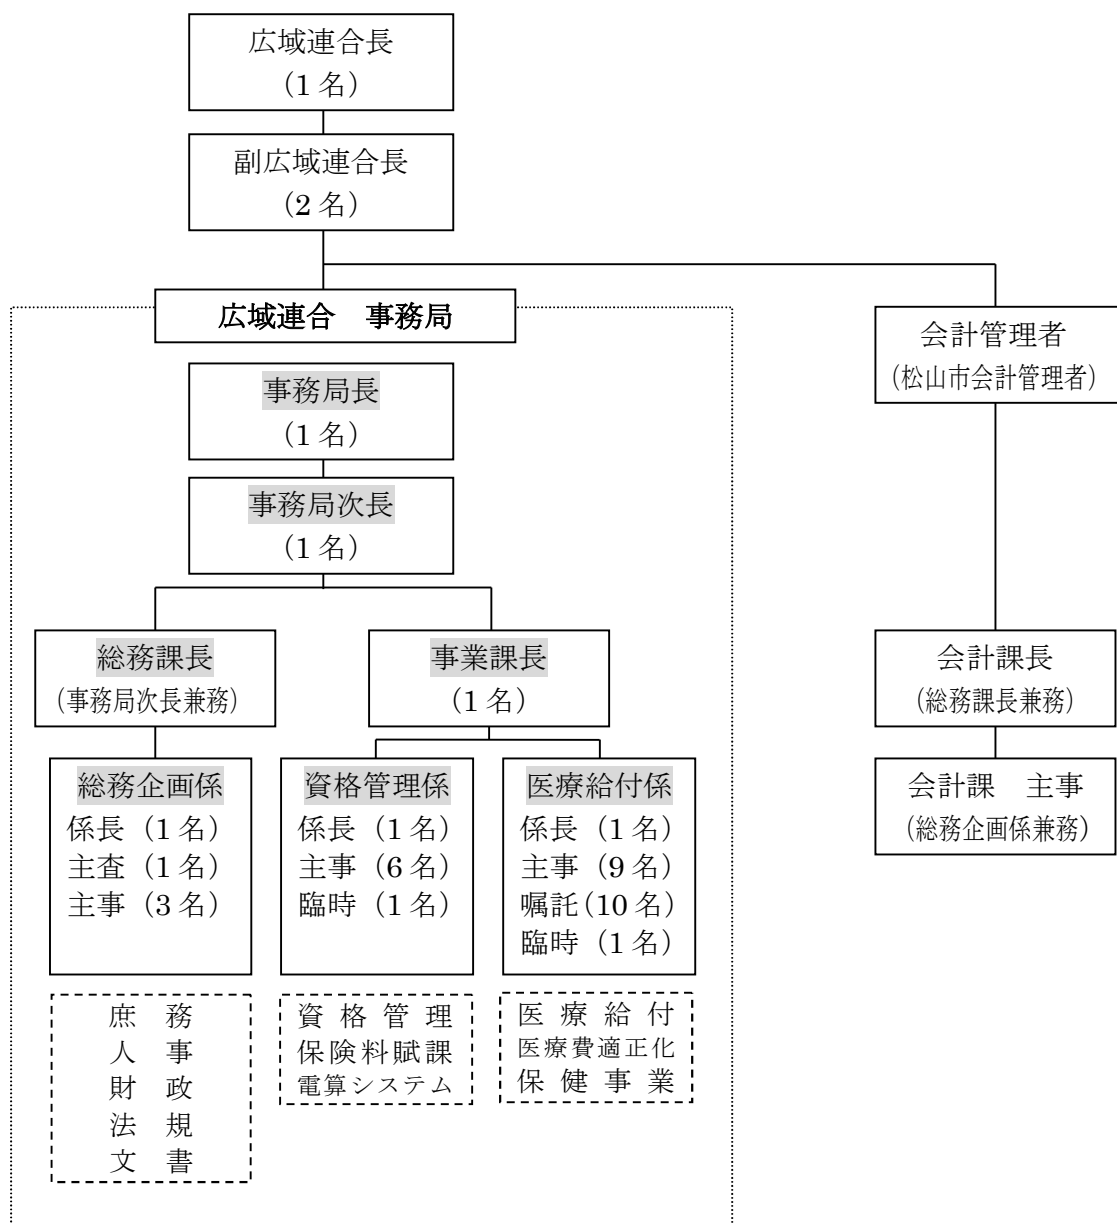 広域連合長
（1 名）
副広域連合長
（2 名）
広域連合　事務局
事務局長
（1 名）
事務局次長
（1 名）
総務課長
（事務局次長兼務）
事業課長
（1 名）
総務企画係
係長（1 名）
主査（1 名）
主事（3 名）
資格管理係
係長（1 名）
主事（6 名）
臨時（1 名）
医療給付係
係長（1 名）
主事（9 名）
嘱託（10 名）
臨時（1 名）
庶　務
人　事
財　政
法　規
文　書
資 格 管 理
保険料賦課
電算システム
医 療 給 付
医療費適正化
保 健 事 業
会計管理者
（松山市会計管理者）
会計課長
（総務課長兼務）
会計課　主事
（総務企画係兼務）